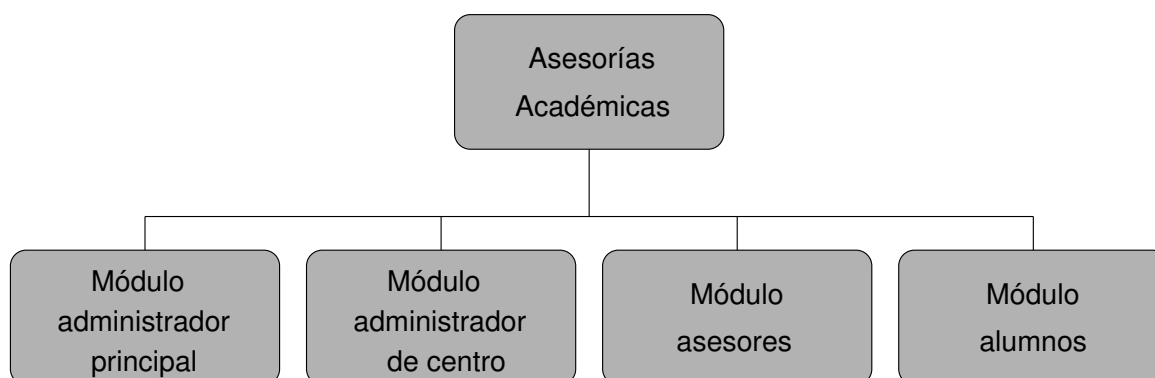 Asesorías
Académicas
Módulo
administrador
principal
Módulo
administrador
de centro
Módulo
asesores
Módulo
alumnos